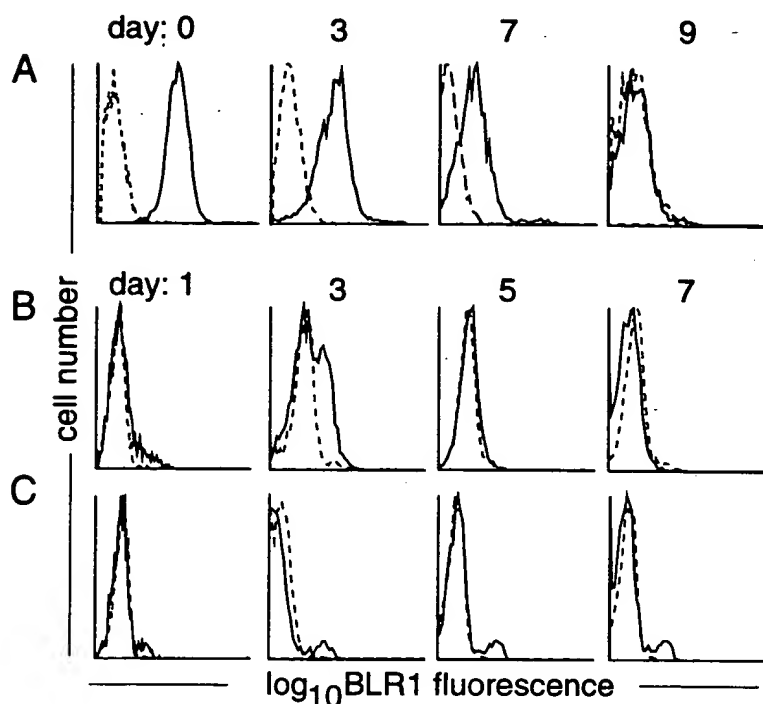 day: 0 3 7 9
A
B
day: 1 3 5 7
C
cell number
log10BLR1 fluorescence